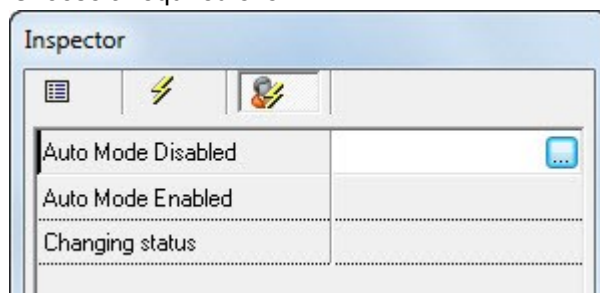 Inspector
Auto Mode Disabled ...
Auto Mode Enabled
Changing status